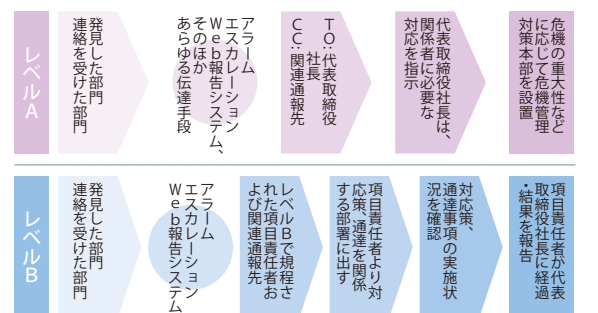 レベルA
発見した部門
連絡を受けた部門
アラーム
エスカレーション
Web報告システム、
そのほか
あらゆる伝達手段
TO:代表取締役
社長
CC:関連通報先
代表取締役社長は、
関係者に必要な
対応を指示
危機の重大性など
に応じて危機管理
対策本部を設置
レベルB
発見した部門
連絡を受けた部門
アラーム
エスカレーション
Web報告システム
レベルBで規程さ
れた項目責任者お
よび関連通報先
項目責任者より対
応策、通達を関係
する部署に出す
対応策、
通達事項の実施状
況を確認
項目責任者が代表
取締役社長に経過
・結果を報告